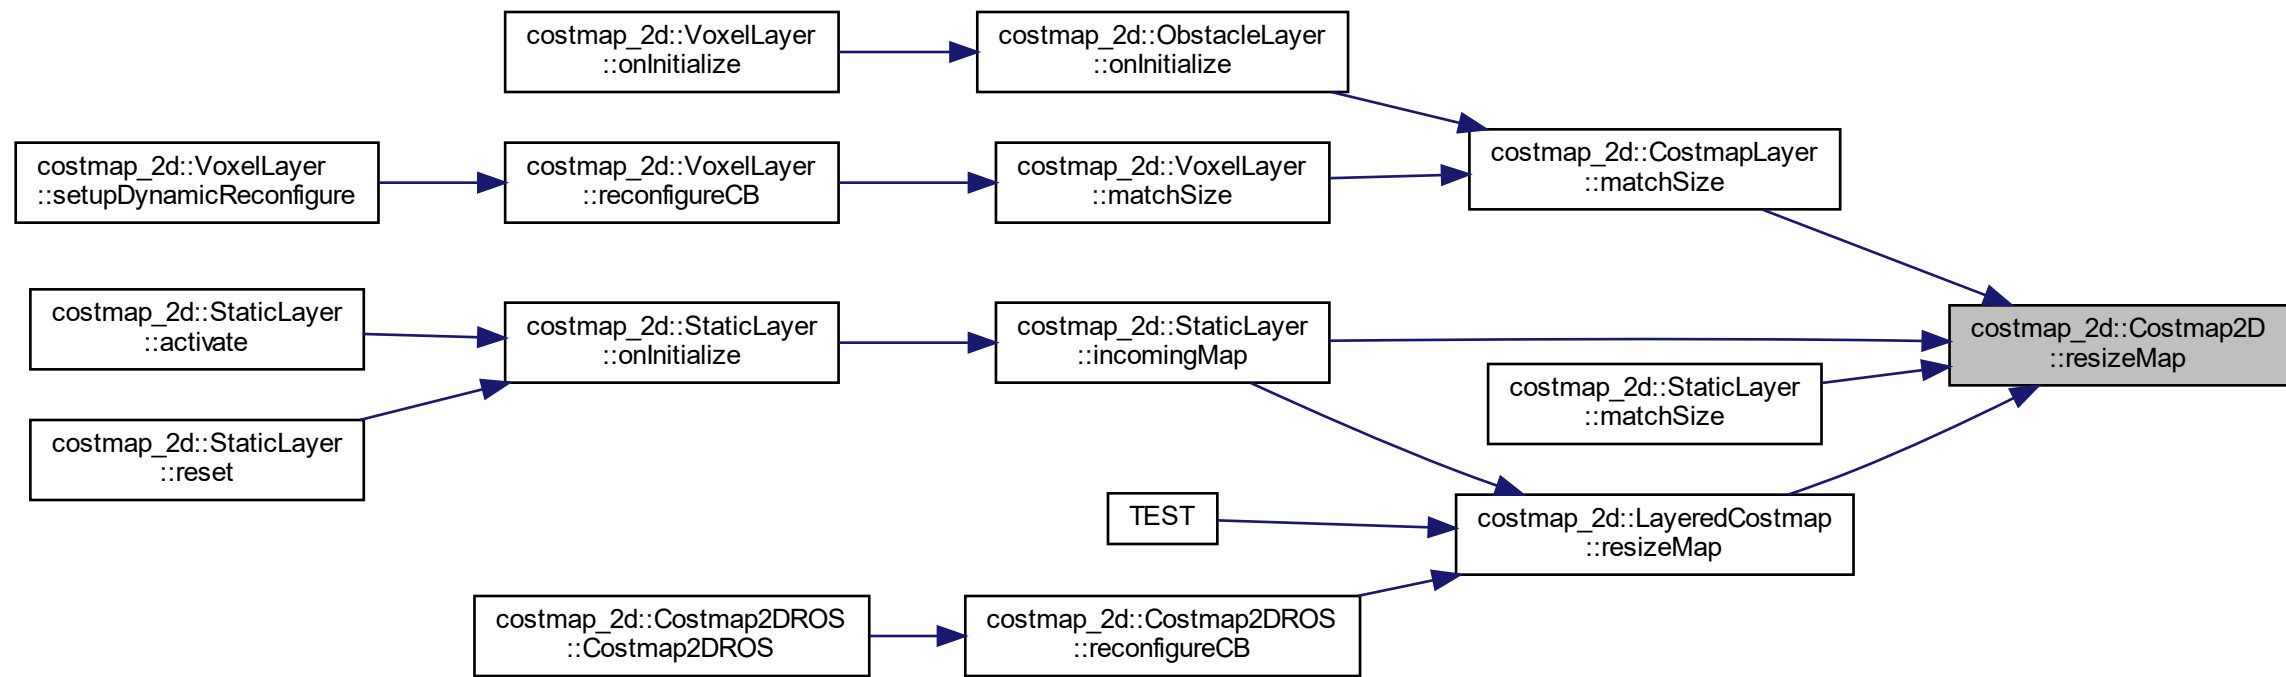 costmap_2d::VoxelLayer
::onInitialize
costmap_2d::ObstacleLayer
::onInitialize
costmap_2d::CostmapLayer
::matchSize
costmap_2d::VoxelLayer
::setupDynamicReconfigure
costmap_2d::VoxelLayer
::reconfigureCB
costmap_2d::VoxelLayer
::matchSize
costmap_2d::StaticLayer
::activate
costmap_2d::StaticLayer
::onInitialize
costmap_2d::StaticLayer
::incomingMap
costmap_2d::Costmap2D
::resizeMap
costmap_2d::StaticLayer
::matchSize
costmap_2d::StaticLayer
::reset
TEST
costmap_2d::LayeredCostmap
::resizeMap
costmap_2d::Costmap2DROS
::Costmap2DROS
costmap_2d::Costmap2DROS
::reconfigureCB